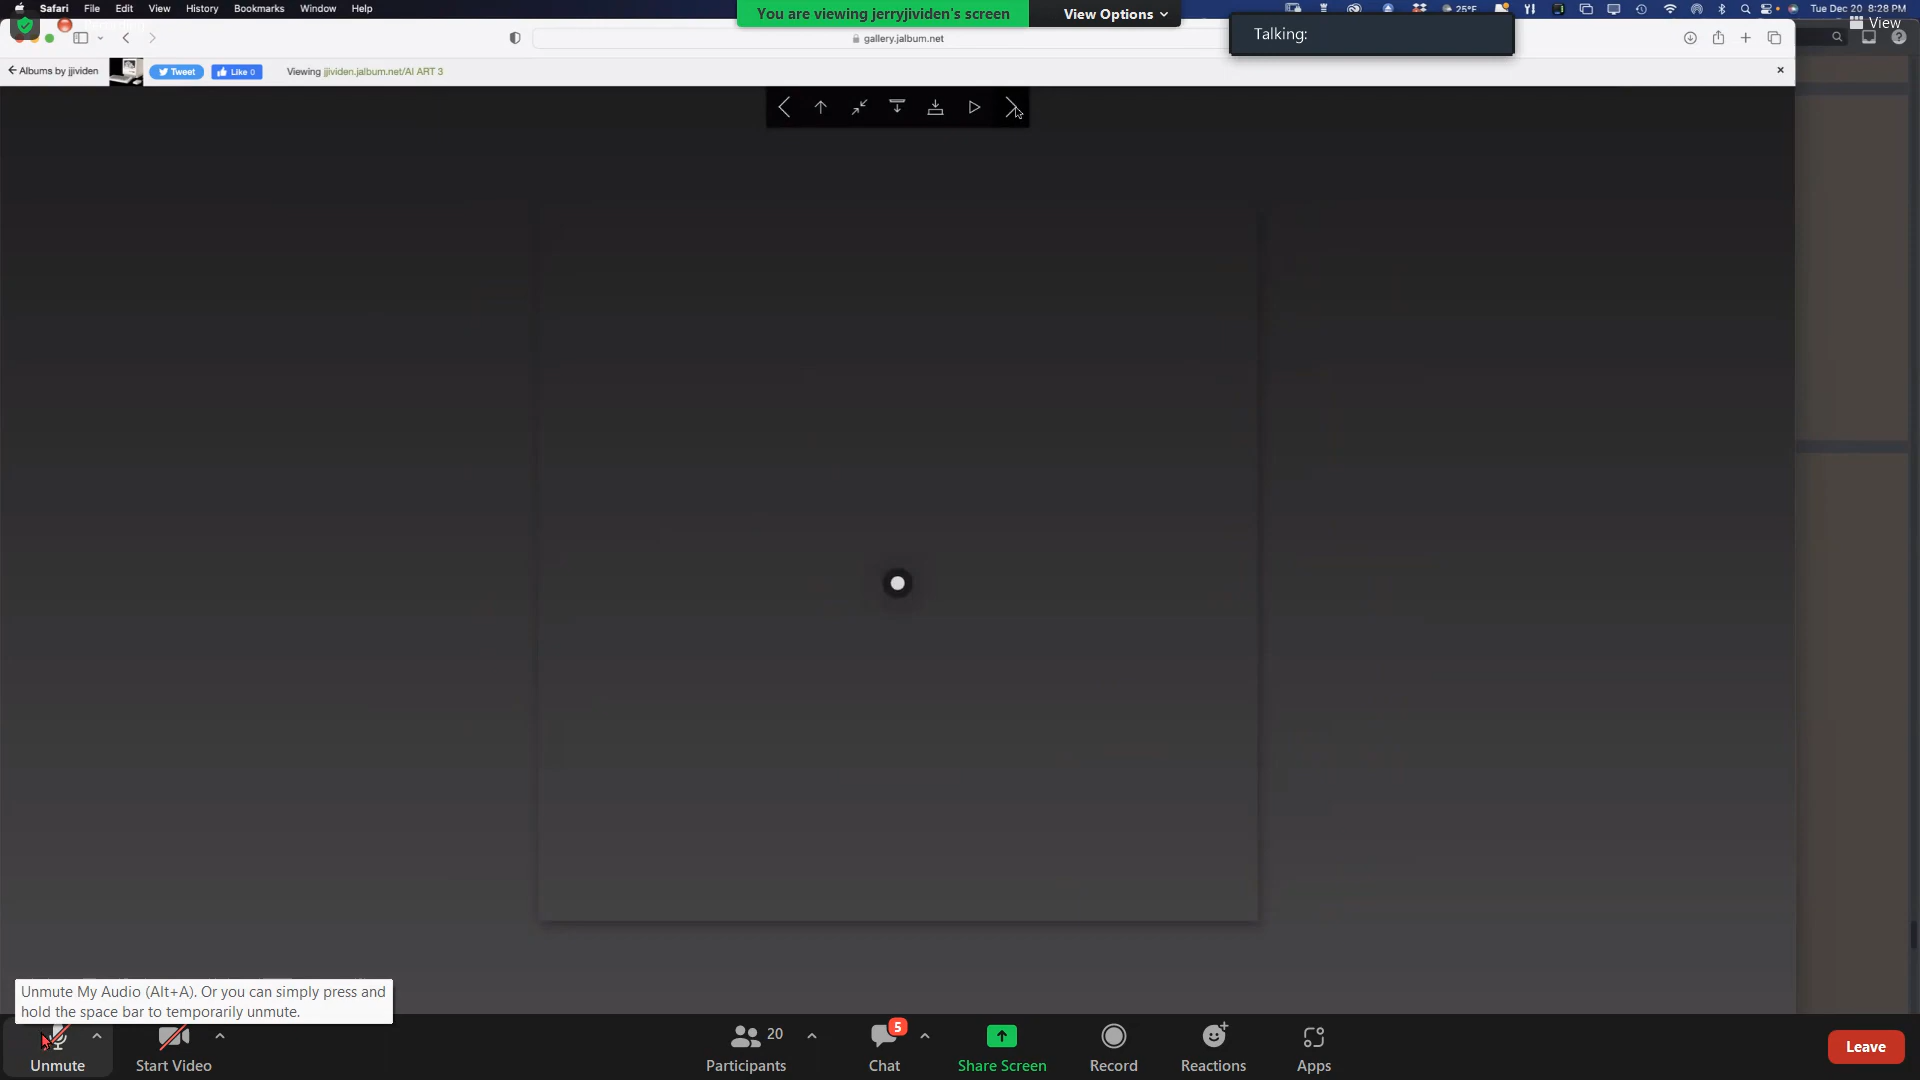 Safari File Edit View History Bookmarks Window Help
You are viewing jerryjividen's screen View Options
25°F
Tue Dec 20 8:28 PM
View
Talking:
gallery.jalbum.net
Albums by jjividen
Tweet
Like 0
Viewing jjividen.jalbum.net/AI ART 3
Unmute My Audio (Alt+A). Or you can simply press and
hold the space bar to temporarily unmute.
20
5
Unmute Start Video Participants Chat Share Screen Record Reactions Apps
Leave